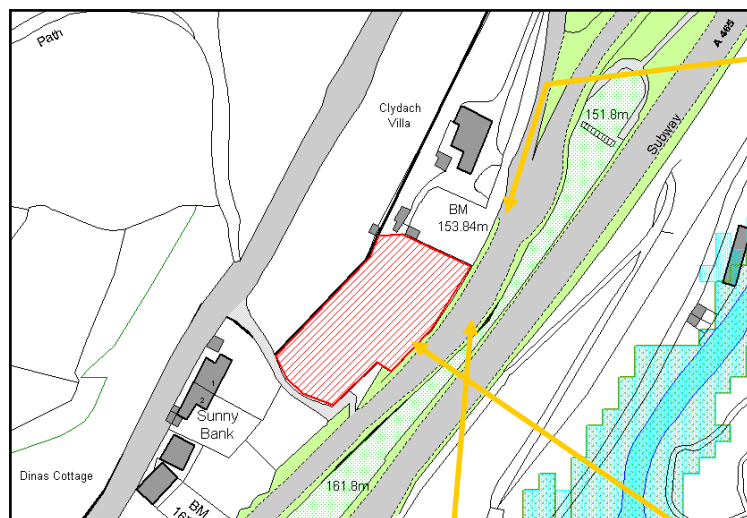 Path
A 465
Clydach
Villa
151.8m
Subway
BM
153.84m
1
2
Sunny
Bank
Dinas Cottage
161.8m
BM